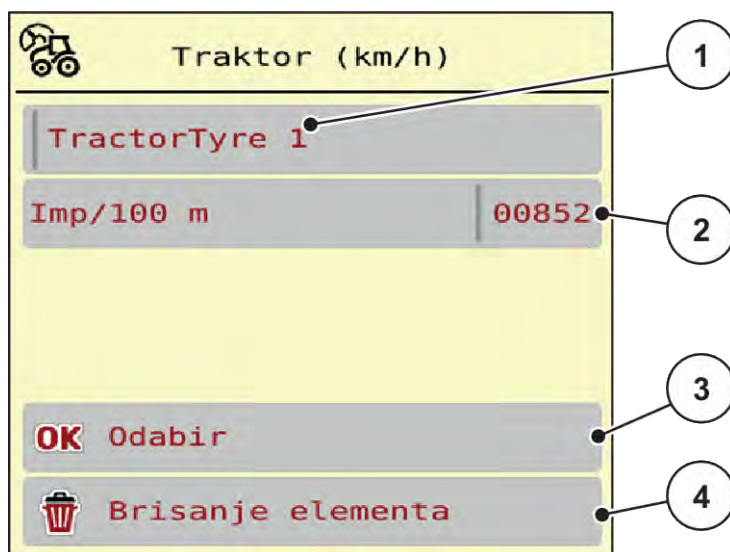 Traktor (km/h)
1
TractorTyre 1
Imp/100 m 00852
2
3
OK Odabir
4
Brisanje elementa